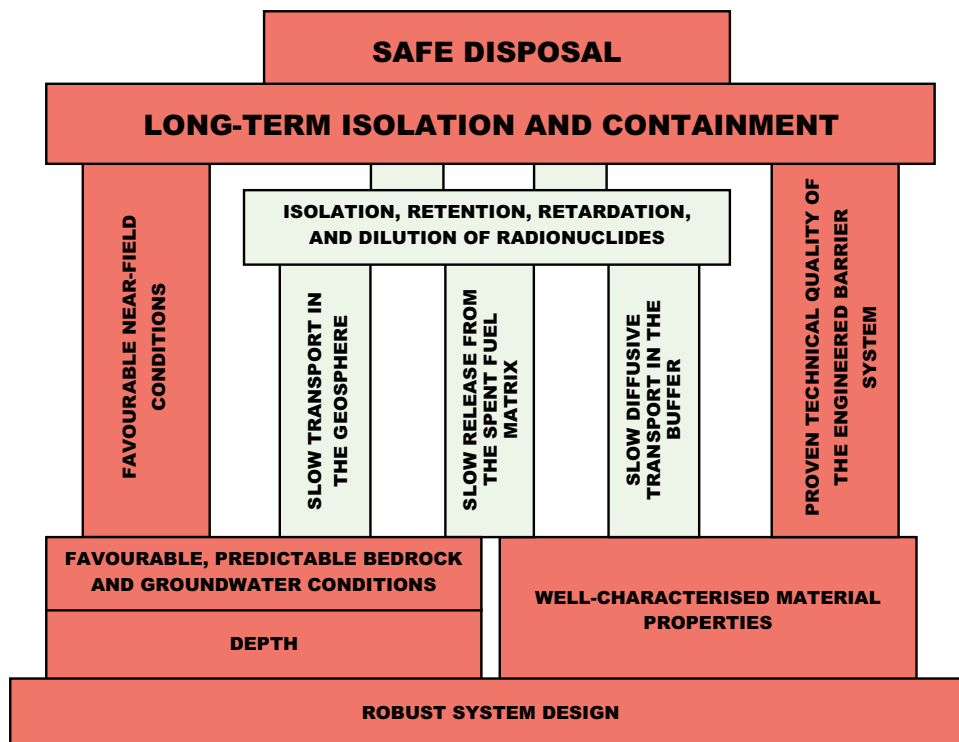 SAFE DISPOSAL
LONG-TERM ISOLATION AND CONTAINMENT
ISOLATION, RETENTION, RETARDATION,
AND DILUTION OF RADIONUCLIDES
FAVOURABLE NEAR-FIELD
CONDITIONS
SLOW TRANSPORT IN
THE GEOSPHERE
SLOW RELEASE FROM
THE SPENT FUEL
MATRIX
SLOW DIFFUSIVE
TRANSPORT IN THE
BUFFER
PROVEN TECHNICAL QUALITY OF
THE ENGINEERED BARRIER
SYSTEM
FAVOURABLE, PREDICTABLE BEDROCK
AND GROUNDWATER CONDITIONS
DEPTH
WELL-CHARACTERISED MATERIAL
PROPERTIES
ROBUST SYSTEM DESIGN